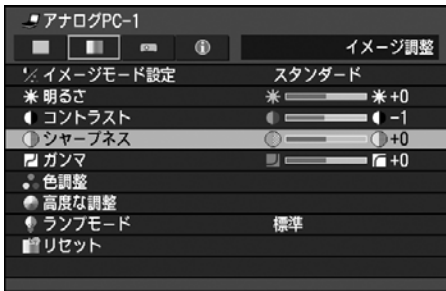 アナログPC-1
イメージ調整
イメージモード設定 スタンダード
明るさ +0
コントラスト -1
シャープネス +0
ガンマ +0
色調整
高度な調整
ランプモード 標準
リセット